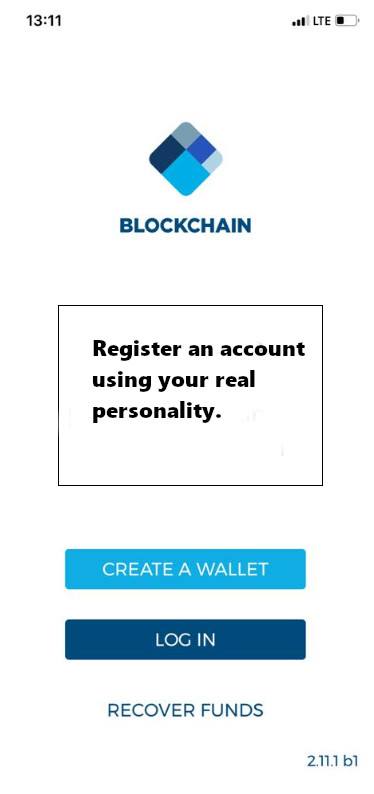 13:11 LTE
BLOCKCHAIN
Register an account
using your real
personality.
CREATE A WALLET
LOG IN
RECOVER FUNDS
2.11.1 b1